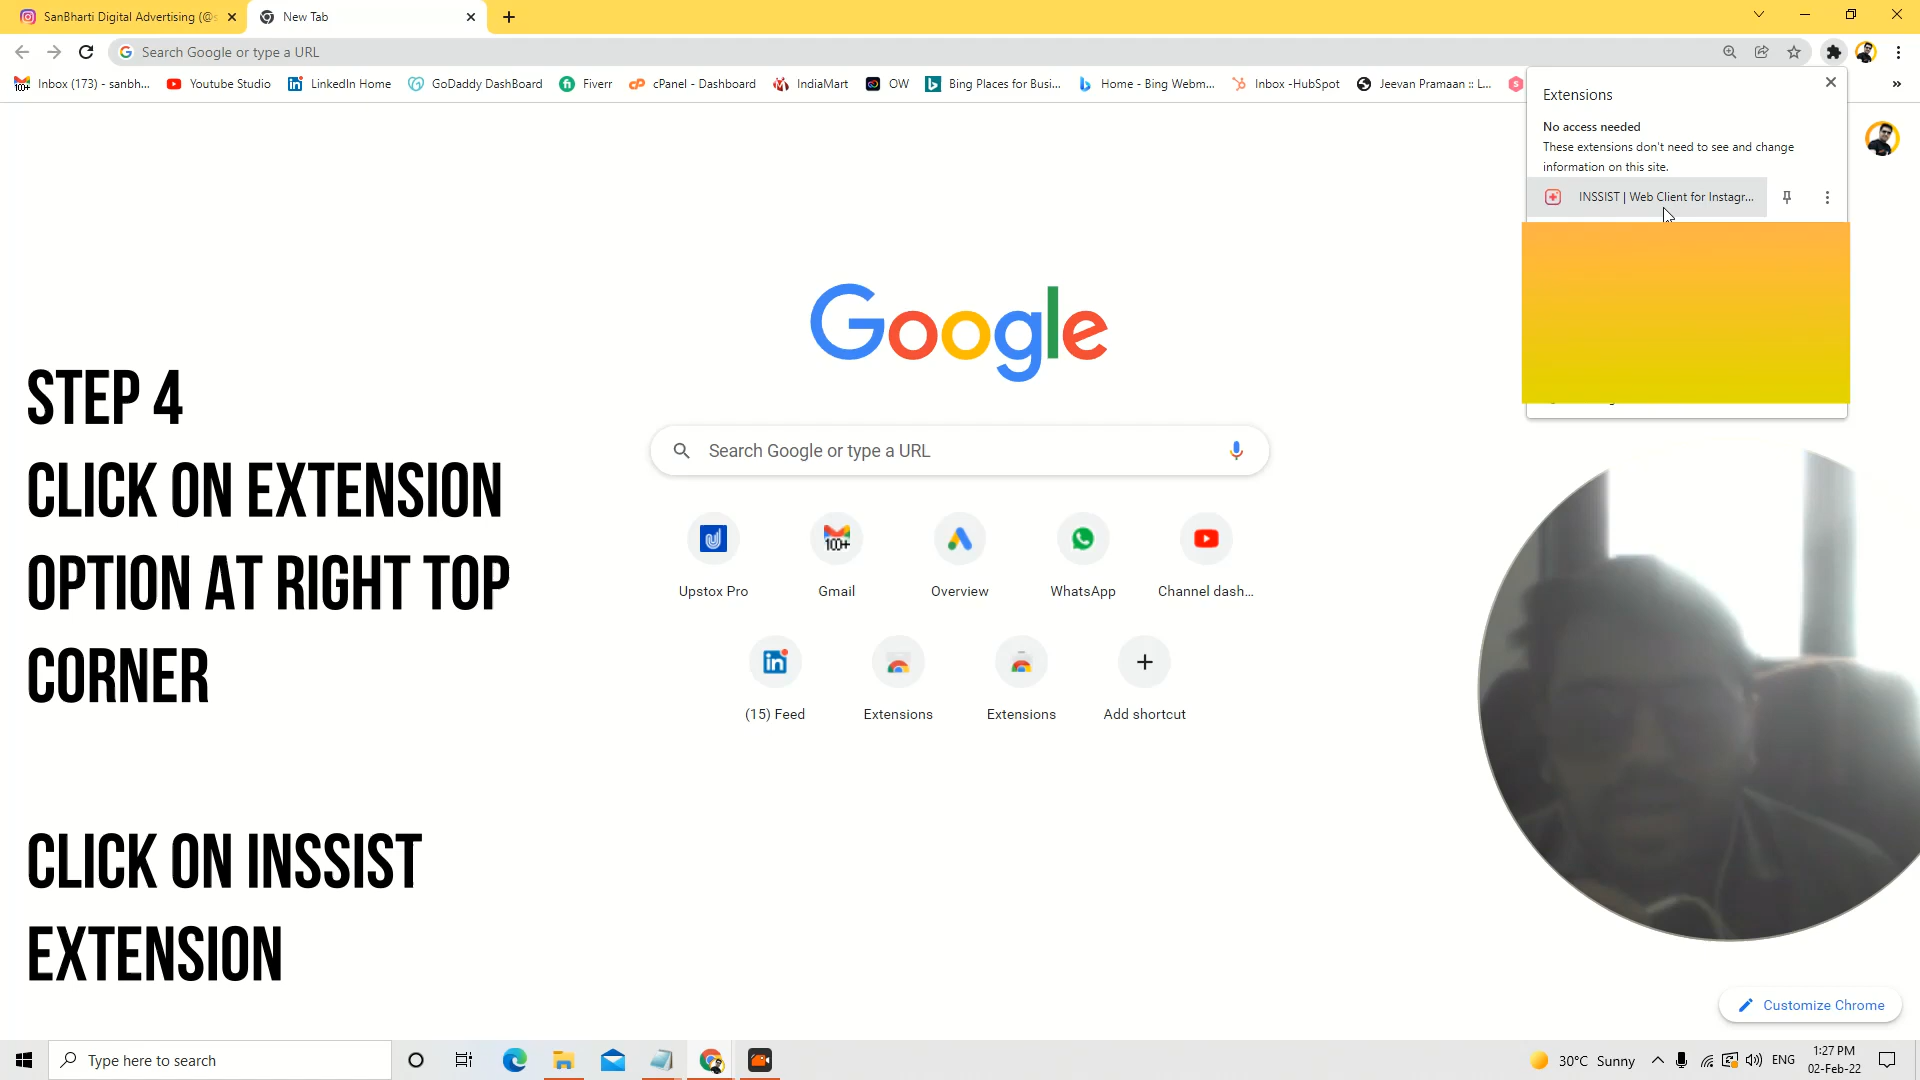 SanBharti Digital Advertising (@s
New Tab
Search Google or type a URL
Inbox (173) - sanbh...
Youtube Studio
LinkedIn Home
GoDaddy DashBoard
Fiverr
cPanel - Dashboard
IndiaMart
OW
Bing Places for Busi...
Home - Bing Webm...
Inbox -HubSpot
Jeevan Pramaan :: L...
Extensions
No access needed
These extensions don't need to see and change
information on this site.
INSSIST | Web Client for Instagr...
Google
Search Google or type a URL
STEP 4
CLICK ON EXTENSION
OPTION AT RIGHT TOP
CORNER
CLICK ON INSSIST
EXTENSION
Upstox Pro
Gmail
Overview
WhatsApp
Channel dash...
(15) Feed
Extensions
Extensions
Add shortcut
Customize Chrome
Type here to search
30°C Sunny
ENG
1:27 PM
02-Feb-22